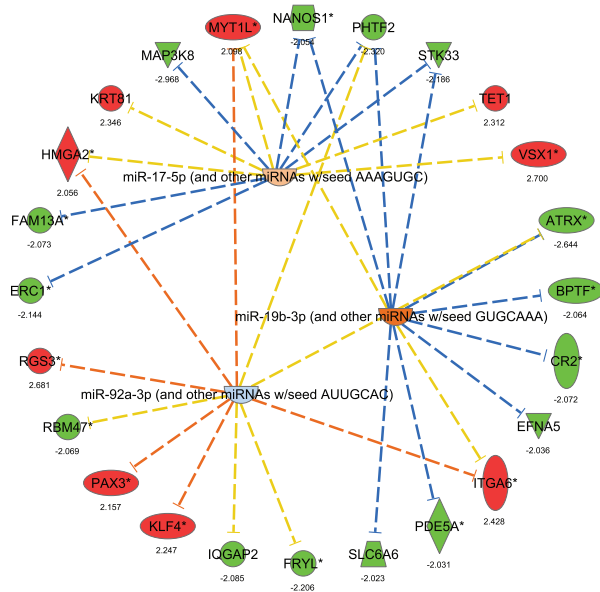 NANOS1*
-2.054
MYT1L*
2.098
PHTF2
-2.320
MAP3K8
-2.968
STK33
-2.186
KRT81
2.346
TET1
2.312
HMGA2*
2.056
VSX1*
2.700
miR-17-5p (and other miRNAs w/seed AAAGUGC)
FAM13A*
-2.073
ATRX*
-2.644
ERC1*
-2.144
BPTF*
-2.064
miR-19b-3p (and other miRNAs w/seed GUGCAAA)
RGS3*
2.681
CR2*
-2.072
miR-92a-3p (and other miRNAs w/seed AUUGCAC)
RBM47*
-2.069
EFNA5
-2.036
PAX3*
2.157
ITGA6*
2.428
KLF4*
2.247
PDE5A*
-2.031
IQGAP2
-2.085
FRYL*
-2.206
SLC6A6
-2.023